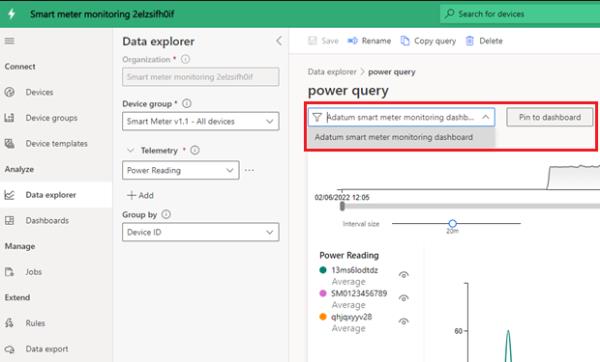 Smart meter monitoring 2elzsifh0if
Search for devices
Connect
Devices
Device groups
Device templates
Analyze
Data explorer
Dashboards
Manage
Jobs
Extend
Rules
Data export
Data explorer
Organization *
Smart meter monitoring 2elzsifh0if
Device group *
Smart Meter v1.1 - All devices
Telemetry *
Power Reading
+ Add
Group by
Device ID
Save Rename Copy query Delete
Data explorer > power query
power query
Adatum smart meter monitoring dashb...
Pin to dashboard
Adatum smart meter monitoring dashboard
02/06/2022 12:05
Interval size
20m
Power Reading
13ms6lodtdz
Average
SM0123456789
Average
qhjqxyyv28
Average
60